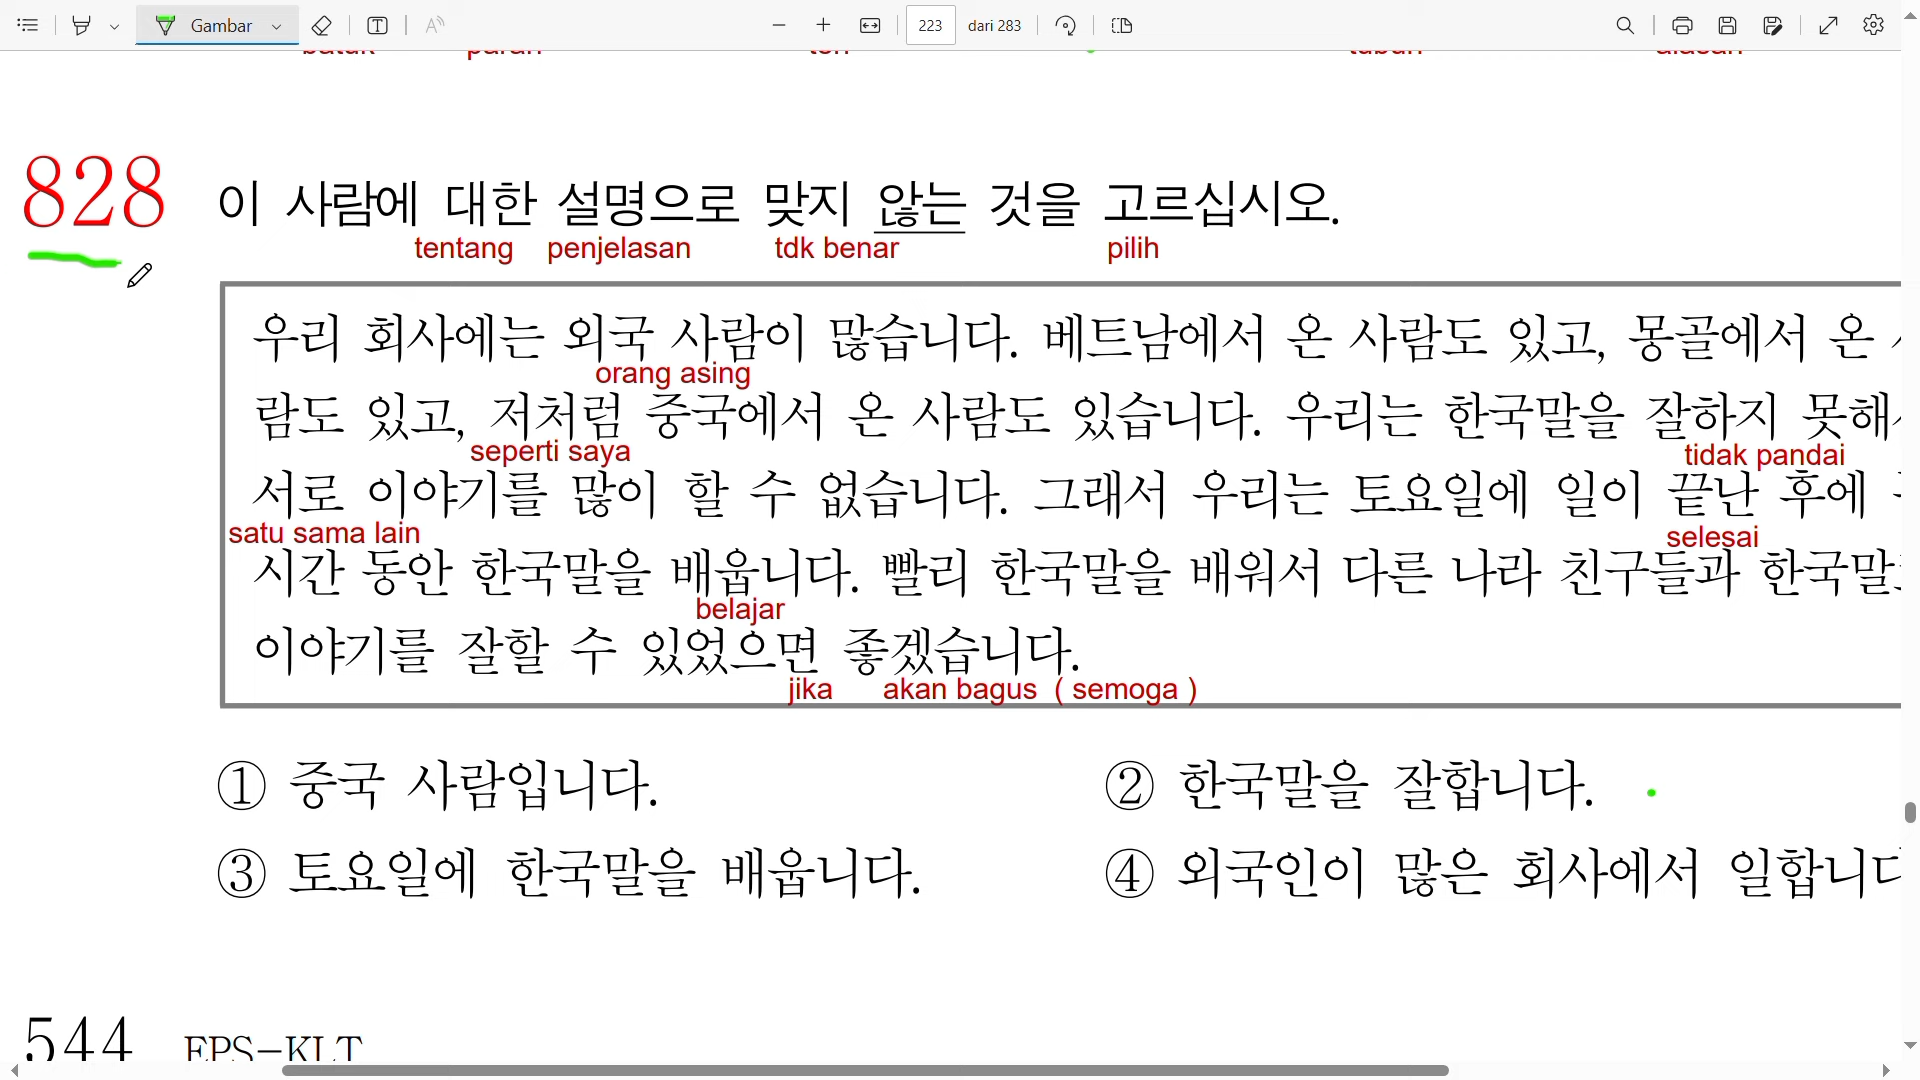 Gambar
223 dari 283
828 이 사람에 대한 설명으로 맞지 않는 것을 고르십시오.
tentang penjelasan tdk benar pilih
우리 회사에는 외국 사람이 많습니다. 베트남에서 온 사람도 있고, 몽골에서 온
orang asing
람도 있고, 저처럼 중국에서 온 사람도 있습니다. 우리는 한국말을 잘하지 못해
seperti saya tidak pandai
서로 이야기를 많이 할 수 없습니다. 그래서 우리는 토요일에 일이 끝난 후에
satu sama lain selesai
시간 동안 한국말을 배웁니다. 빨리 한국말을 배워서 다른 나라 친구들과 한국말
belajar
이야기를 잘할 수 있었으면 좋겠습니다.
jika akan bagus ( semoga )
① 중국 사람입니다. ② 한국말을 잘합니다.
③ 토요일에 한국말을 배웁니다. ④ 외국인이 많은 회사에서 일합니다
544 EPS-KLT